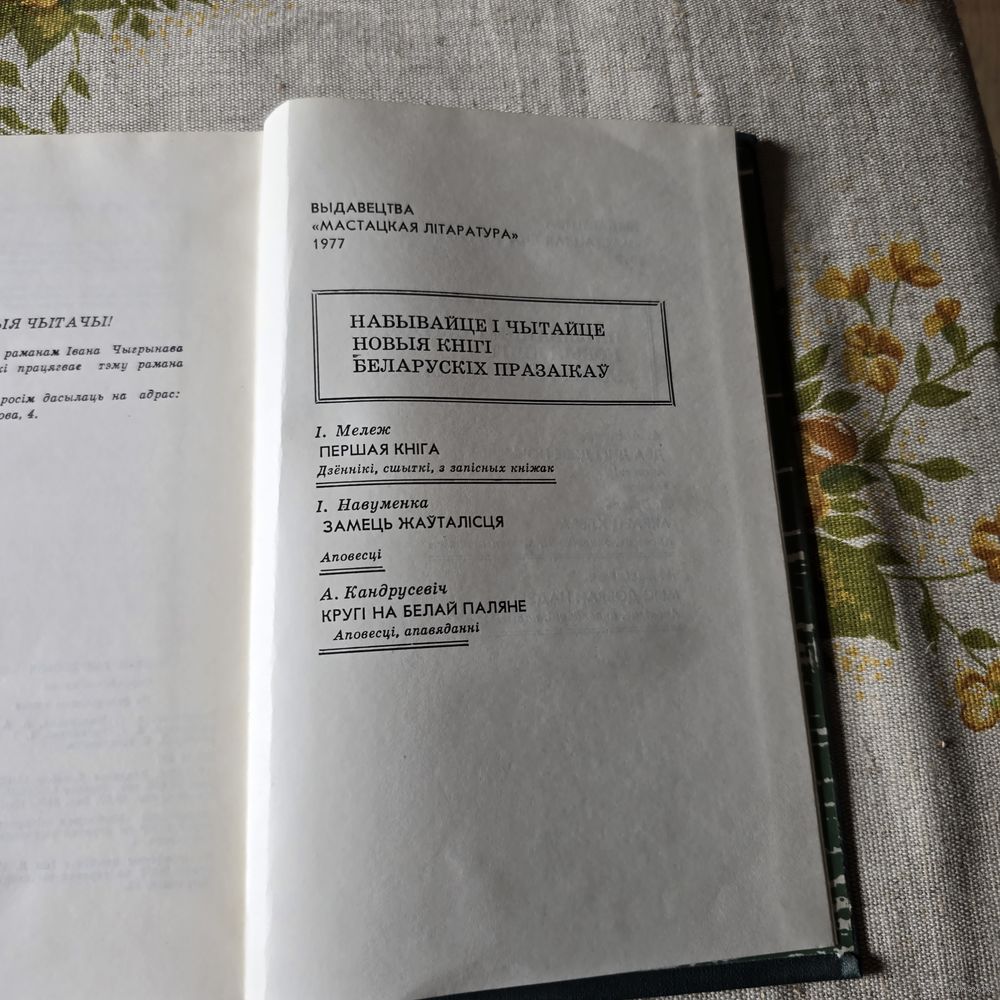 ЫЯ ЧЫТАЧЫ!
раманам Івана Чыгрынава
кі працягвае тэму рамана
росім дасылаць на адрас:
ова, 4.
ВЫДАВЕЦТВА
«МАСТАЦКАЯ ЛІТАРАТУРА»
1977
НАБЫВАЙЦЕ І ЧЫТАЙЦЕ
НОВЫЯ КНІГІ
БЕЛАРУСКІХ ПРАЗАІКАЎ
І. Мележ
ПЕРШАЯ КНІГА
Дзённікі, сшыткі, з запісных кніжак
І. Навуменка
ЗАМЕЦЬ ЖАЎТАЛІСЦЯ
Аповесці
А. Кандрусевіч
КРУГІ НА БЕЛАЙ ПАЛЯНЕ
Аповесці, апавяданні